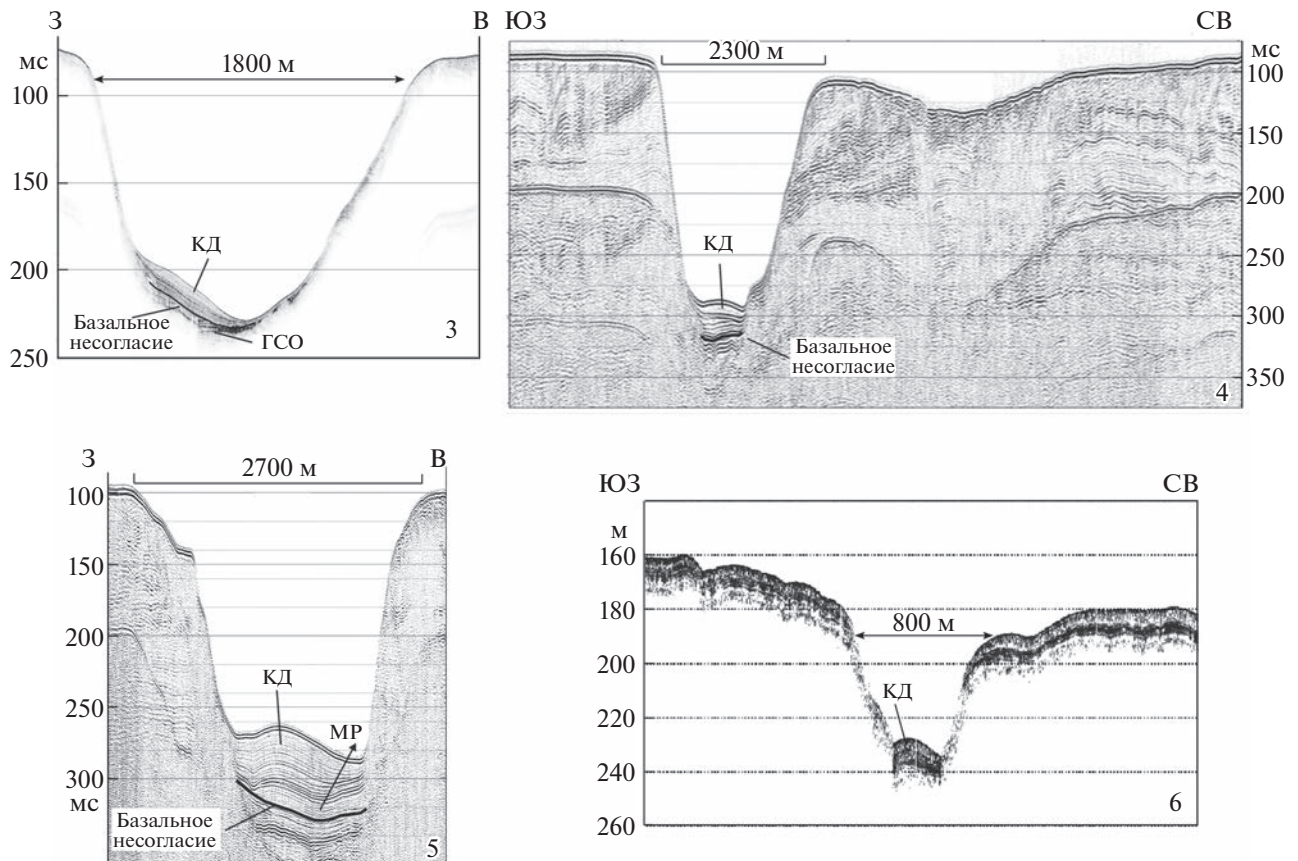 З
В
мс
1800 м
100
150
200
250
КД
Базальное
несогласие
ГСО
3
ЮЗ
СВ
2300 м
мс
100
150
200
250
300
350
КД
Базальное
несогласие
4
З
В
2700 м
100
150
200
250
300
мс
КД
МР
Базальное
несогласие
5
ЮЗ
СВ
м
160
180
200
220
240
260
800 м
КД
6